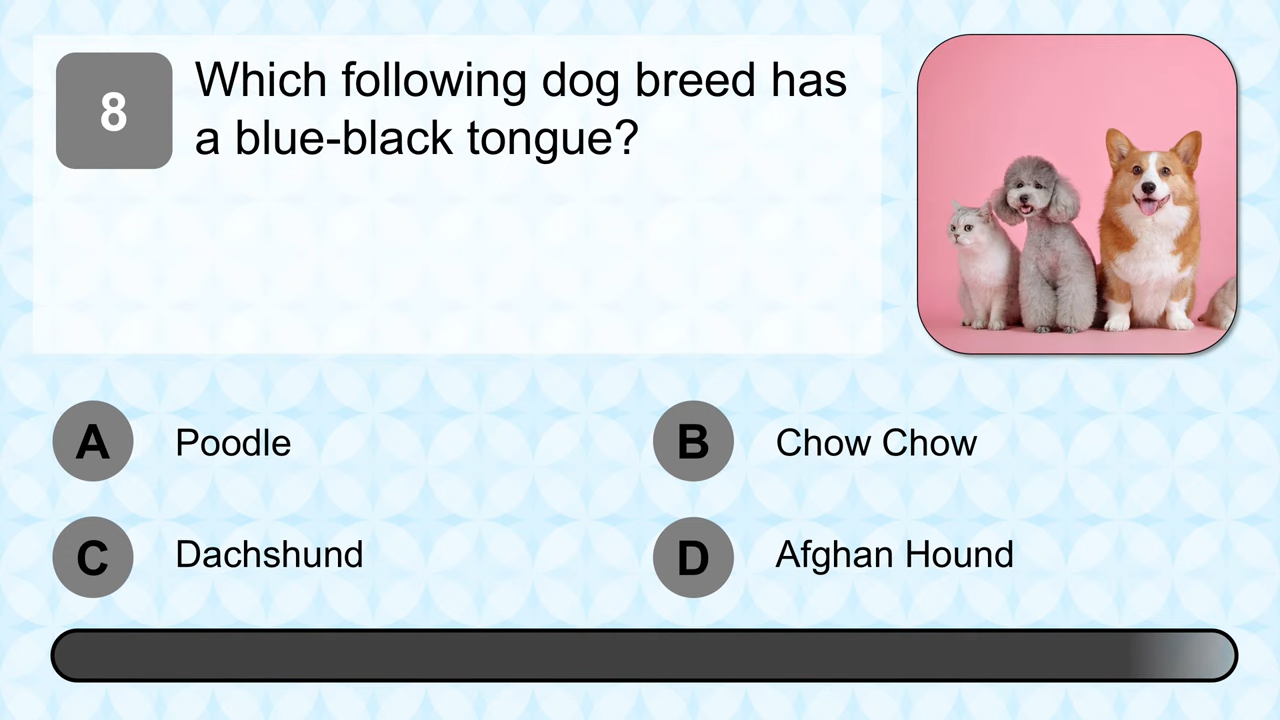 8
Which following dog breed has
a blue-black tongue?
A Poodle
B Chow Chow
C Dachshund
D Afghan Hound